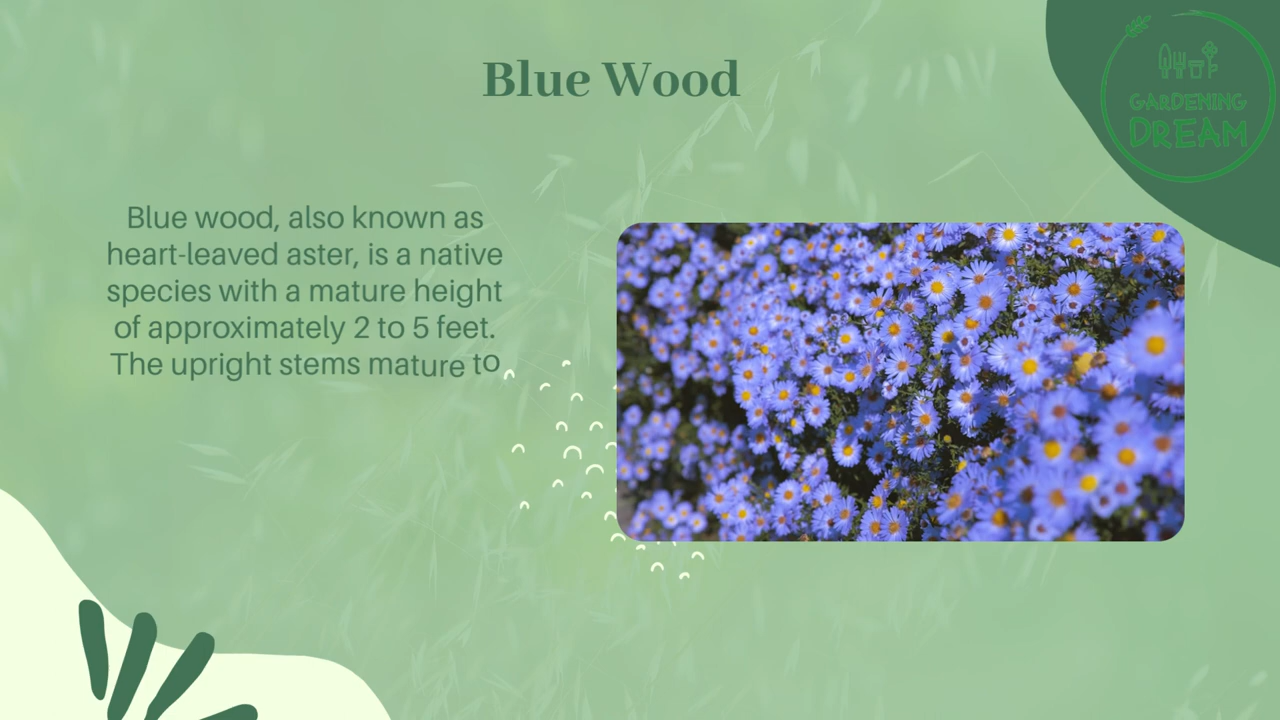 Blue Wood
GARDENING
DREAM
Blue wood, also known as
heart-leaved aster, is a native
species with a mature height
of approximately 2 to 5 feet.
The upright stems mature to